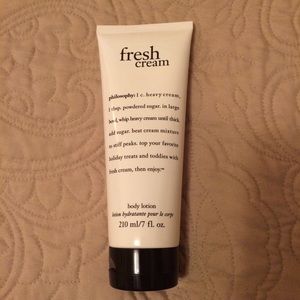 fresh
cream
philosophy: 1 c. heavy cream,
1 tbsp. powdered sugar. in large
bowl, whip heavy cream until thick.
add sugar. beat cream mixture
to stiff peaks. top your favorite
holiday treats and toddies with
fresh cream, then enjoy.™
body lotion
lotion hydratante pour le corps
210 ml/7 fl. oz.